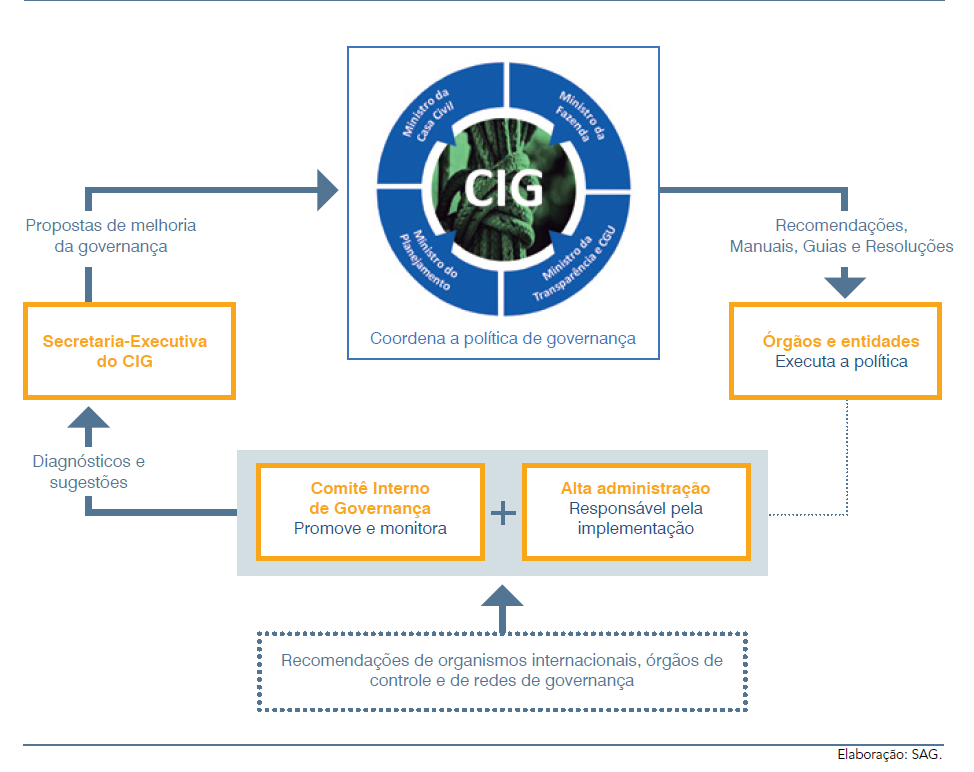 Ministro da
Casa Civil
Ministro da
Fazenda
CIG
Ministro do
Planejamento
Ministro da
Transparência e CGU
Coordena a política de governança
Propostas de melhoria
da governança
Recomendações,
Manuais, Guias e Resoluções
Secretaria-Executiva
do CIG
Órgãos e entidades
Executa a política
Diagnósticos e
sugestões
Comitê Interno
de Governança
Promove e monitora
+
Alta administração
Responsável pela
implementação
Recomendações de organismos internacionais, órgãos de
controle e de redes de governança
Elaboração: SAG.